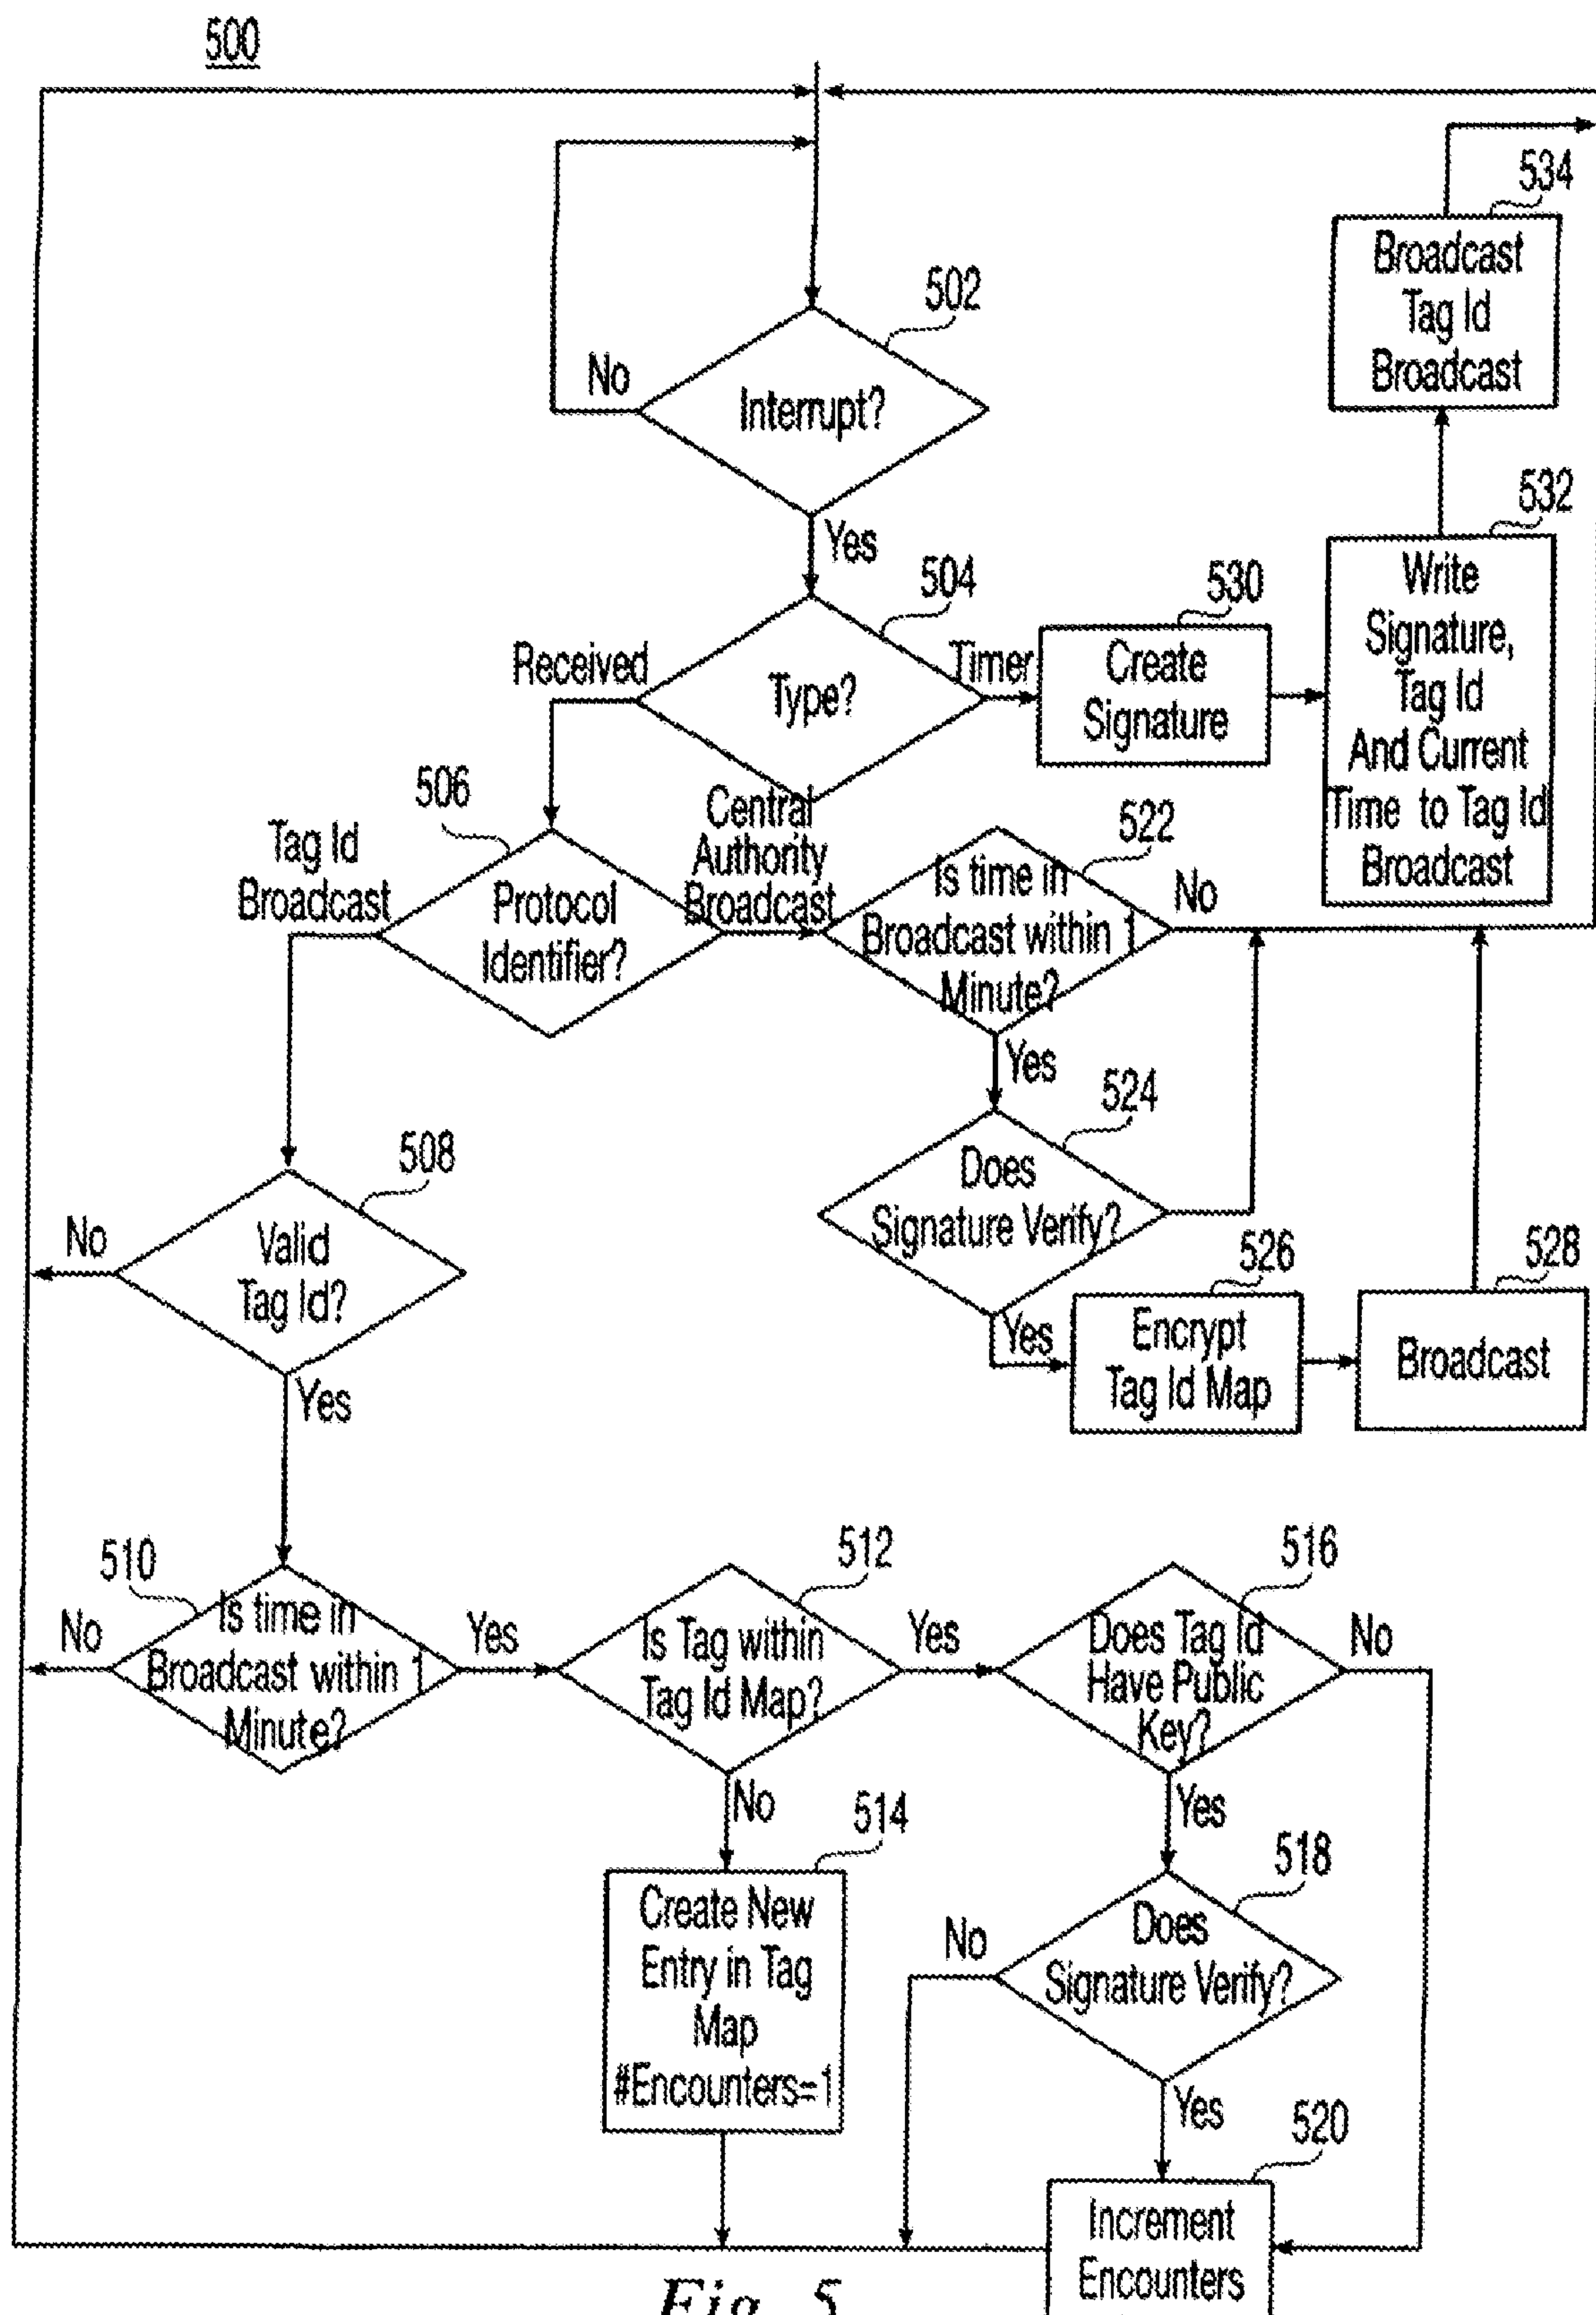 500
534
Broadcast
Tag Id
Broadcast
502
No
Interrupt?
Yes
532
Write
Signature,
Tag Id
And Current
Time to Tag Id
Broadcast
504
530
Received
Type?
Timer
Create
Signature
506
Tag Id
Broadcast
Protocol
Identifier?
Central
Authority
Broadcast
522
Is time in
Broadcast within 1
Minute?
No
Yes
524
Does
Signature Verify?
Yes
508
No
Valid
Tag Id?
Yes
526
Encrypt
Tag Id Map
528
Broadcast
510
No
Is time in
Broadcast within 1
Minute?
Yes
512
Is Tag within
Tag Id Map?
Yes
516
Does Tag Id
Have Public
Key?
No
No
Yes
514
Create New
Entry in Tag
Map
#Encounters=1
518
No
Does
Signature Verify?
Yes
520
Increment
Encounters
Fig. 5